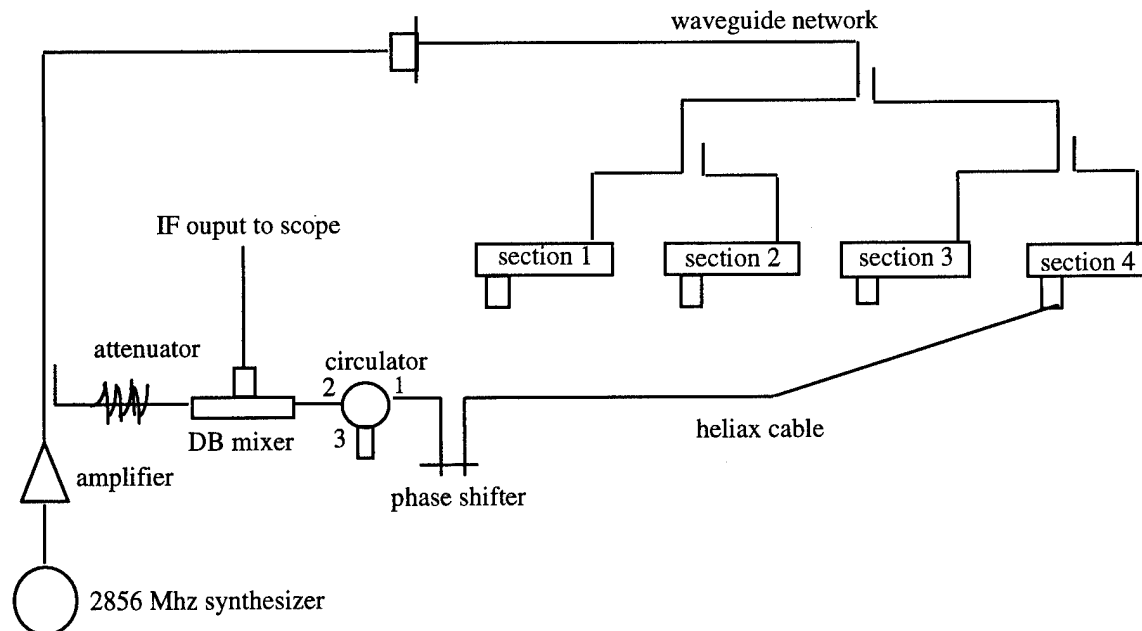 waveguide network
IF ouput to scope
section 1
section 2
section 3
section 4
attenuator
circulator
2
1
3
DB mixer
heliax cable
amplifier
phase shifter
2856 Mhz synthesizer